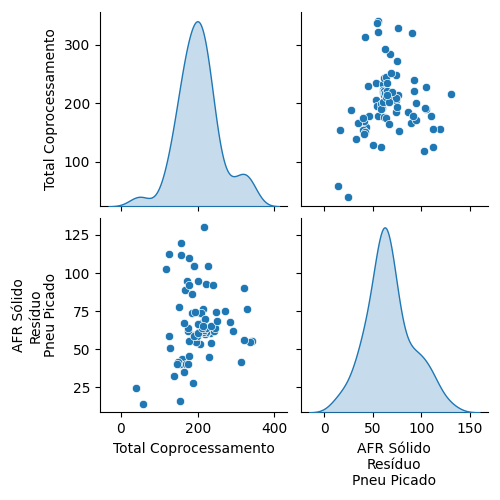 Total Coprocessamento
300
200
100
AFR Sólido
Resíduo
Pneu Picado
125
100
75
50
25
0
200
400
Total Coprocessamento
0
50
100
150
AFR Sólido
Resíduo
Pneu Picado